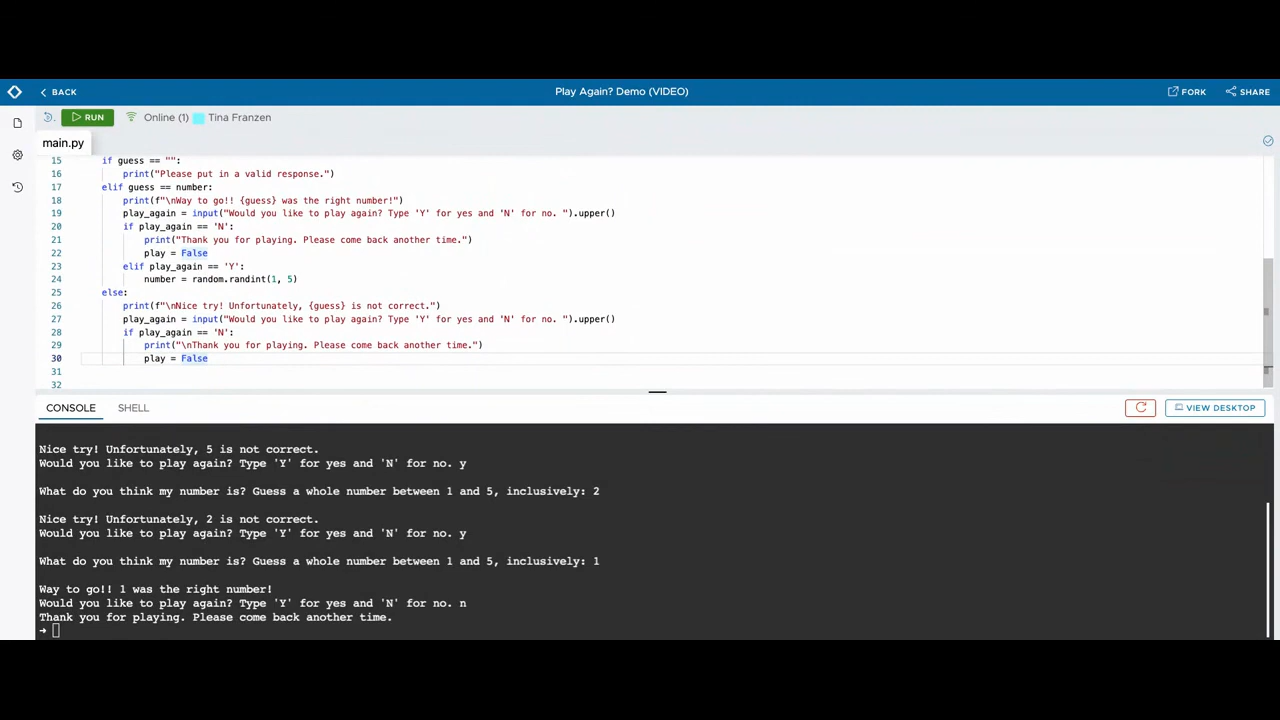 BACK
Play Again? Demo (VIDEO)
FORK
SHARE
RUN
Online (1)
Tina Franzen
main.py
15 if guess == "":
16 print("Please put in a valid response.")
17 elif guess == number:
18 print(f"\nWay to go!! {guess} was the right number!")
19 play_again = input("Would you like to play again? Type 'Y' for yes and 'N' for no. ").upper()
20 if play_again == 'N':
21 print("Thank you for playing. Please come back another time.")
22 play = False
23 elif play_again == 'Y':
24 number = random.randint(1, 5)
25 else:
26 print(f"\nNice try! Unfortunately, {guess} is not correct.")
27 play_again = input("Would you like to play again? Type 'Y' for yes and 'N' for no. ").upper()
28 if play_again == 'N':
29 print("\nThank you for playing. Please come back another time.")
30 play = False
31
32
CONSOLE
SHELL
VIEW DESKTOP
Nice try! Unfortunately, 5 is not correct.
Would you like to play again? Type 'Y' for yes and 'N' for no. y
What do you think my number is? Guess a whole number between 1 and 5, inclusively: 2
Nice try! Unfortunately, 2 is not correct.
Would you like to play again? Type 'Y' for yes and 'N' for no. y
What do you think my number is? Guess a whole number between 1 and 5, inclusively: 1
Way to go!! 1 was the right number!
Would you like to play again? Type 'Y' for yes and 'N' for no. n
Thank you for playing. Please come back another time.